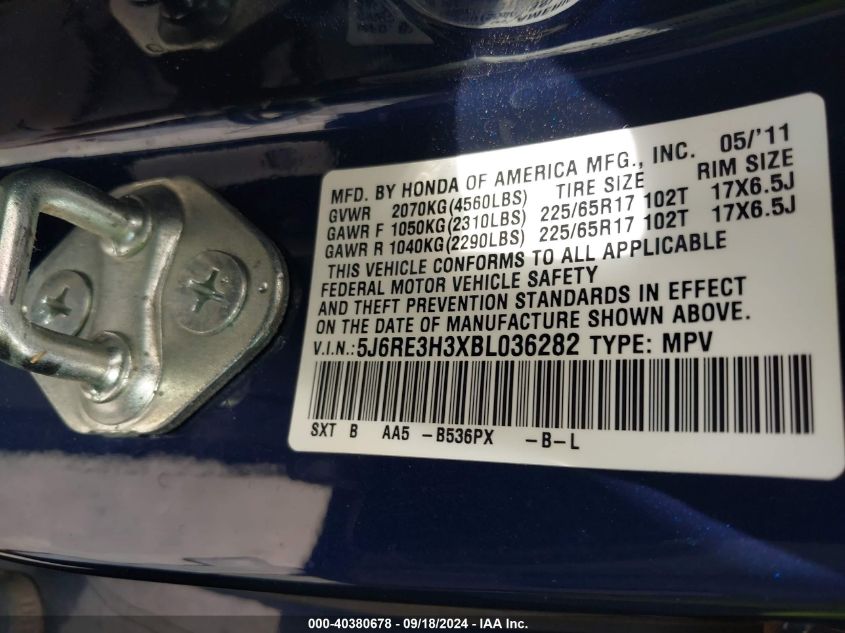 MFD. BY HONDA OF AMERICA MFG., INC. 05/'11
GVWR 2070KG(4560LBS) TIRE SIZE RIM SIZE
GAWR F 1050KG(2310LBS) 225/65R17 102T 17X6.5J
GAWR R 1040KG(2290LBS) 225/65R17 102T 17X6.5J
THIS VEHICLE CONFORMS TO ALL APPLICABLE
FEDERAL MOTOR VEHICLE SAFETY
AND THEFT PREVENTION STANDARDS IN EFFECT
ON THE DATE OF MANUFACTURE SHOWN ABOVE.
V.I.N.: 5J6RE3H3XBL036282 TYPE: MPV
SXT B AA5 -B536PX -B-L
000-40380678 - 09/18/2024 - IAA Inc.